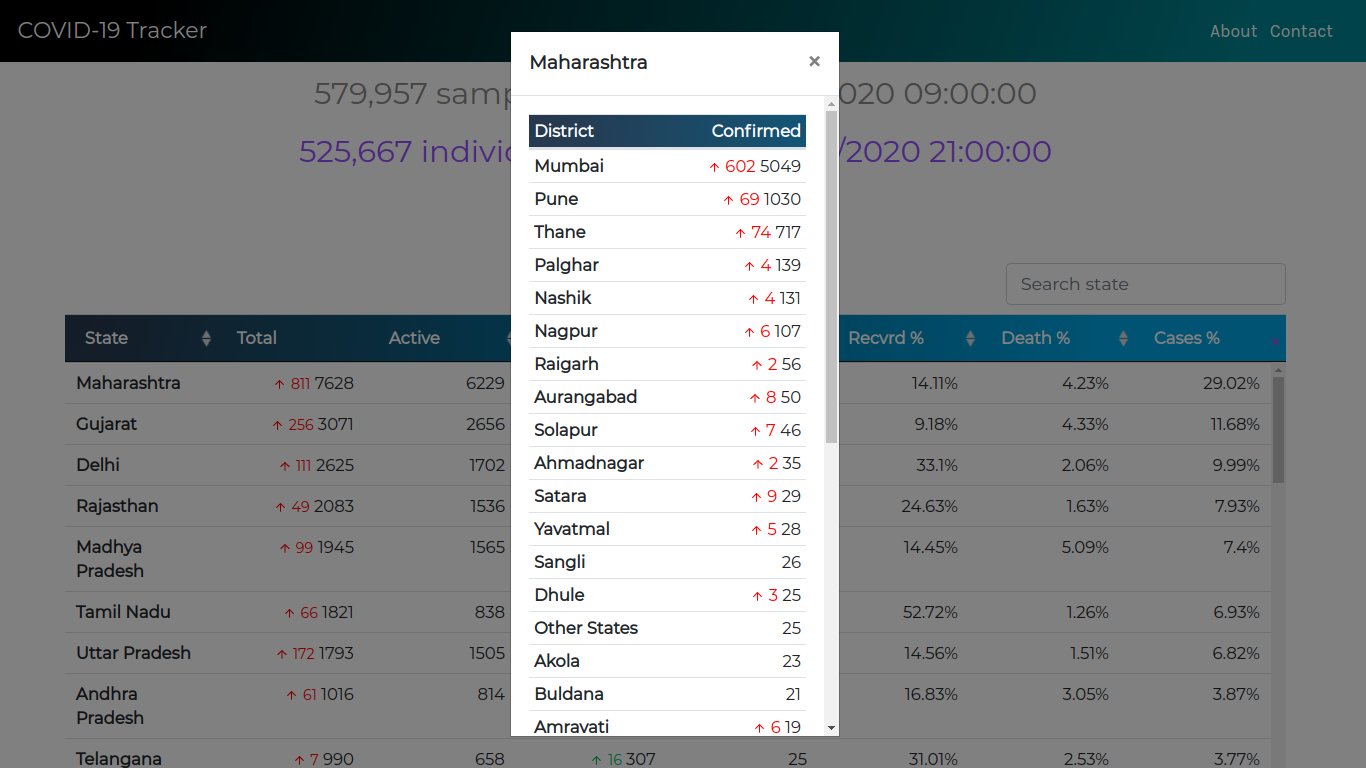 COVID-19 Tracker
About Contact
Maharashtra ×
579,957 020 09:00:00
525,667 /2020 21:00:00
District Confirmed
Mumbai ↑ 602 5049
Pune ↑ 69 1030
Thane ↑ 74 717
Palghar ↑ 4 139
Nashik ↑ 4 131
Nagpur ↑ 6 107
Raigarh ↑ 2 56
Aurangabad ↑ 8 50
Solapur ↑ 7 46
Ahmadnagar ↑ 2 35
Satara ↑ 9 29
Yavatmal ↑ 5 28
Sangli 26
Dhule ↑ 3 25
Other States 25
Akola 23
Buldana 21
Amravati ↑ 6 19
Search state
State Total Active Recvrd % Death % Cases %
Maharashtra ↑ 811 7628 6229 14.11% 4.23% 29.02%
Gujarat ↑ 256 3071 2656 9.18% 4.33% 11.68%
Delhi ↑ 111 2625 1702 33.1% 2.06% 9.99%
Rajasthan ↑ 49 2083 1536 24.63% 1.63% 7.93%
Madhya ↑ 99 1945 1565 14.45% 5.09% 7.4%
Pradesh
Tamil Nadu ↑ 66 1821 838 52.72% 1.26% 6.93%
Uttar Pradesh ↑ 172 1793 1505 14.56% 1.51% 6.82%
Andhra ↑ 61 1016 814 16.83% 3.05% 3.87%
Pradesh
Telangana ↑ 7 990 658 ↑ 16 307 25 31.01% 2.53% 3.77%